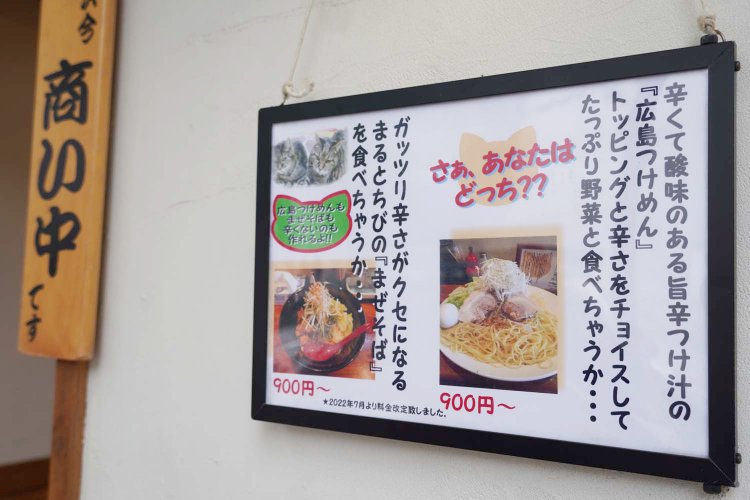 商い中
です
辛くて酸味のある旨辛つけ汁の
『広島つけめん』
トッピングと辛さをチョイスして
たっぷり野菜と食べちゃうか・・・
さぁ、あなたは
どっち??
900円～
ガッツリ辛さがクセになる
まるとちびの『まぜそば』
を食べちゃうか・・・
広島つけめんも
まぜそばも
辛くないのも
作れるよ!!
900円～
★2022年7月より料金改定致しました。